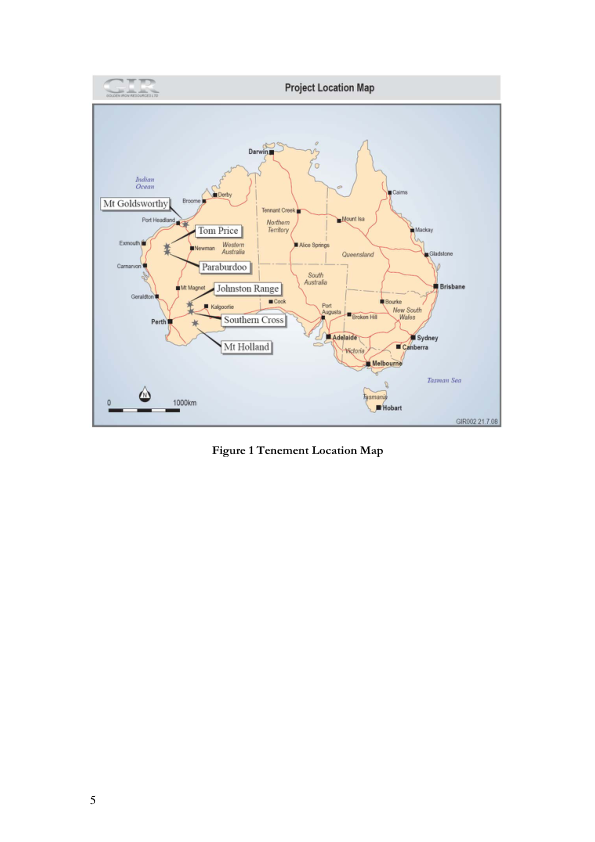 GIR
GOLDEN IRON RESOURCES LTD
Project Location Map
Darwin
Indian
Ocean
Derby
Broome
Cairns
Mt Goldsworthy
Tennant Creek
Port Headland
Mount Isa
Northern
Territory
Tom Price
Mackay
Exmouth
Newman
Western
Australia
Alice Springs
Queensland
Gladstone
Carnarvon
Paraburdoo
South
Australia
Mt Magnet
Johnston Range
Brisbane
Geraldton
Kalgoorlie
Cook
Port
Augusta
Bourke
New South
Wales
Perth
Southern Cross
Broken Hill
Adelaide
Sydney
Canberra
Mt Holland
Victoria
Melbourne
Tasman Sea
N
0 1000km
Tasmania
Hobart
GIR002 21.7.08
Figure 1 Tenement Location Map
5